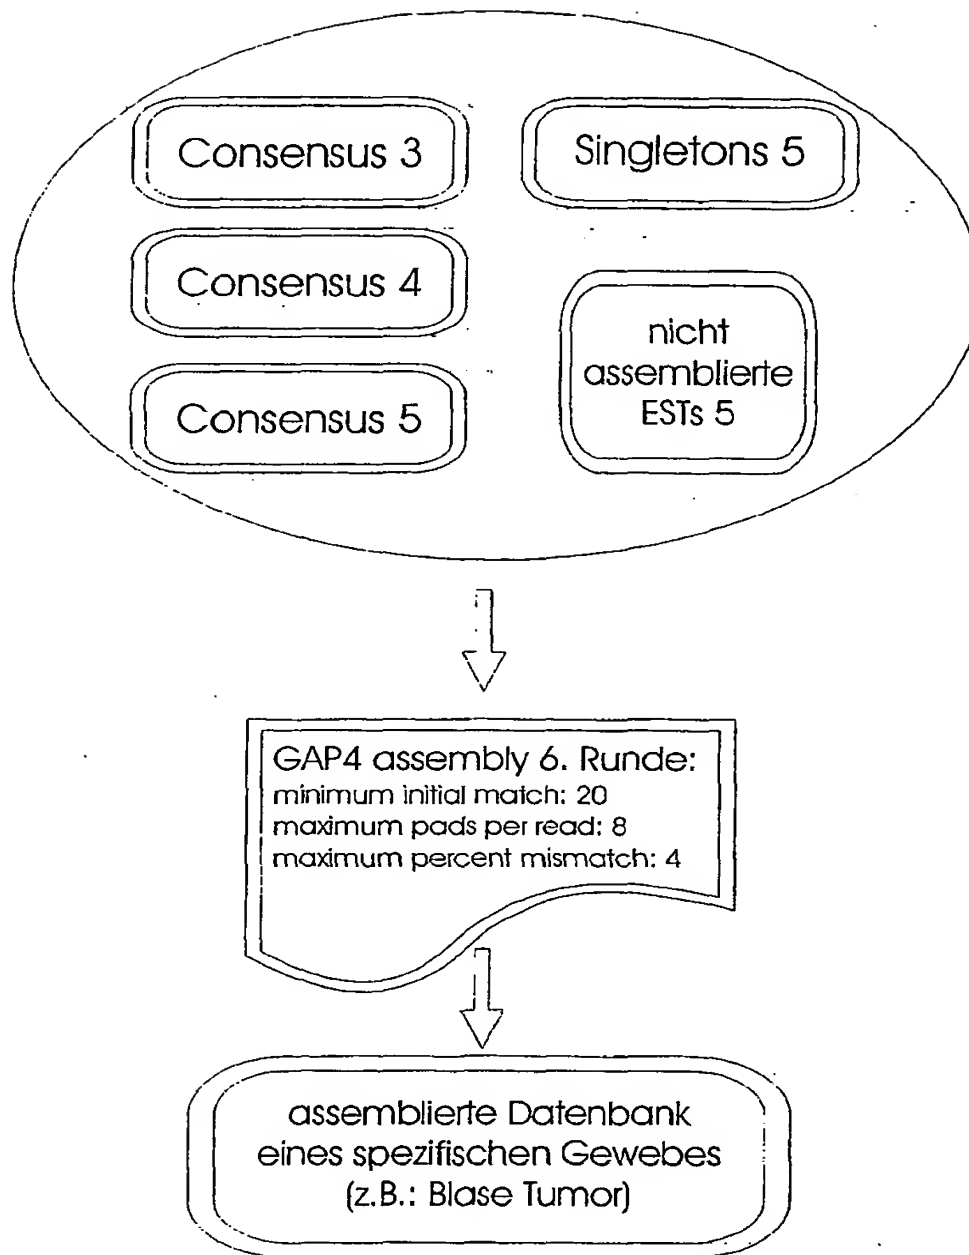 Consensus 3
Singletons 5
Consensus 4
Consensus 5
nicht
assemblierte
ESTs 5
GAP4 assembly 6. Runde:
minimum initial match: 20
maximum pads per read: 8
maximum percent mismatch: 4
assemblierte Datenbank
eines spezifischen Gewebes
(z.B.: Blase Tumor)